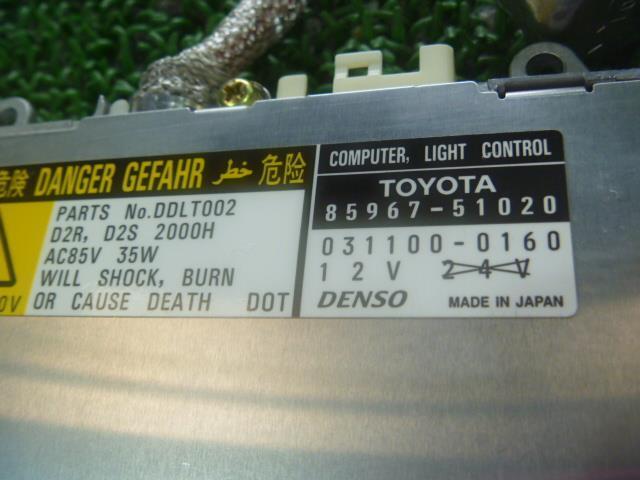 危険 DANGER GEFAHR خطر 危险
PARTS No.DDLT002
D2R, D2S 2000H
AC85V 35W
WILL SHOCK, BURN
0V OR CAUSE DEATH DOT
COMPUTER, LIGHT CONTROL
TOYOTA
85967-51020
031100-0160
12V 24V
DENSO MADE IN JAPAN